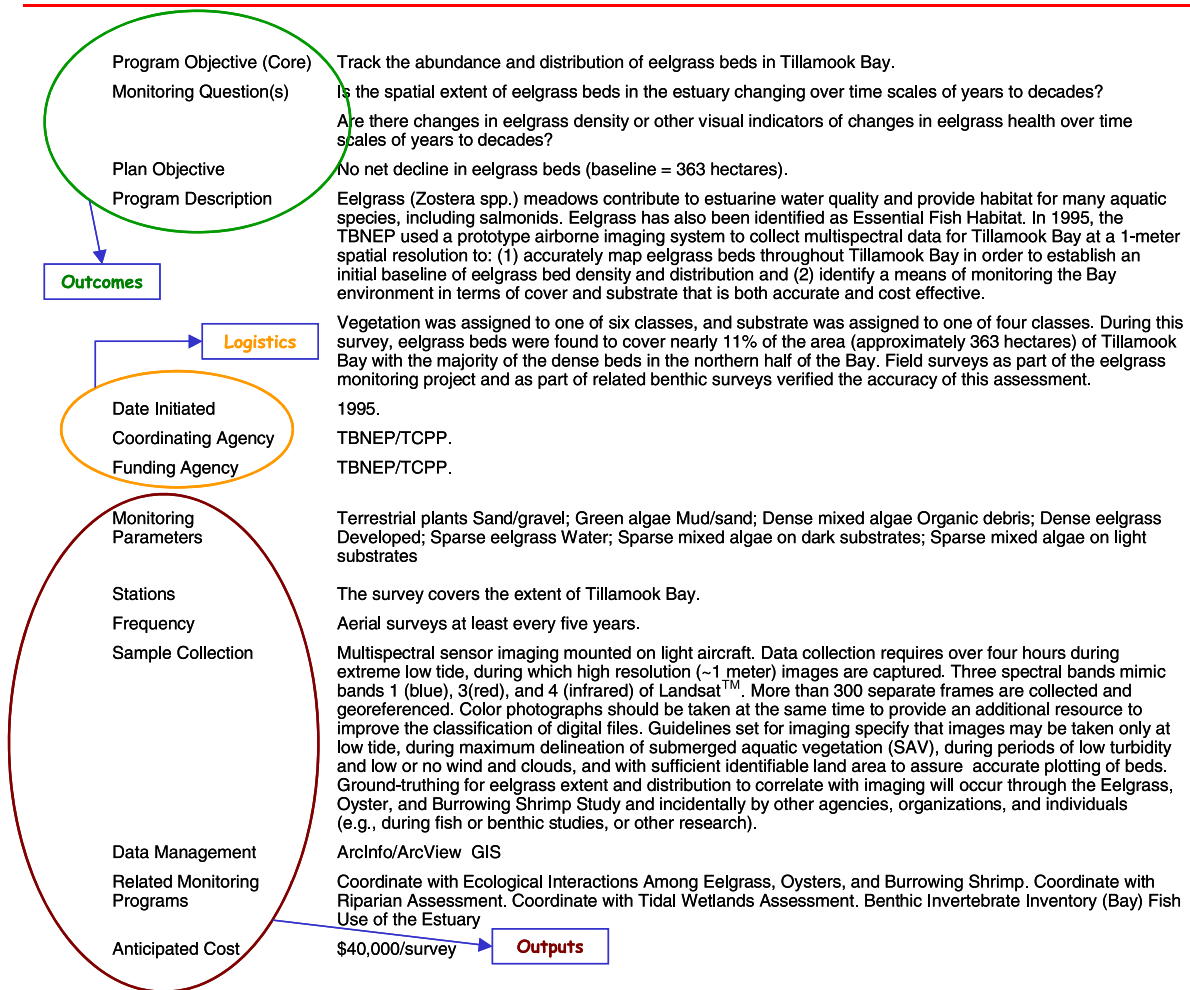 Program Objective (Core) Track the abundance and distribution of eelgrass beds in Tillamook Bay.
Monitoring Question(s) Is the spatial extent of eelgrass beds in the estuary changing over time scales of years to decades?
Are there changes in eelgrass density or other visual indicators of changes in eelgrass health over time
scales of years to decades?
Plan Objective No net decline in eelgrass beds (baseline = 363 hectares).
Program Description Eelgrass (Zostera spp.) meadows contribute to estuarine water quality and provide habitat for many aquatic
species, including salmonids. Eelgrass has also been identified as Essential Fish Habitat. In 1995, the
TBNEP used a prototype airborne imaging system to collect multispectral data for Tillamook Bay at a 1-meter
spatial resolution to: (1) accurately map eelgrass beds throughout Tillamook Bay in order to establish an
initial baseline of eelgrass bed density and distribution and (2) identify a means of monitoring the Bay
environment in terms of cover and substrate that is both accurate and cost effective.
Outcomes
Vegetation was assigned to one of six classes, and substrate was assigned to one of four classes. During this
survey, eelgrass beds were found to cover nearly 11% of the area (approximately 363 hectares) of Tillamook
Bay with the majority of the dense beds in the northern half of the Bay. Field surveys as part of the eelgrass
monitoring project and as part of related benthic surveys verified the accuracy of this assessment.
Logistics
Date Initiated 1995.
Coordinating Agency TBNEP/TCPP.
Funding Agency TBNEP/TCPP.
Monitoring Terrestrial plants Sand/gravel; Green algae Mud/sand; Dense mixed algae Organic debris; Dense eelgrass
Parameters Developed; Sparse eelgrass Water; Sparse mixed algae on dark substrates; Sparse mixed algae on light
substrates
Stations The survey covers the extent of Tillamook Bay.
Frequency Aerial surveys at least every five years.
Sample Collection Multispectral sensor imaging mounted on light aircraft. Data collection requires over four hours during
extreme low tide, during which high resolution (~1 meter) images are captured. Three spectral bands mimic
bands 1 (blue), 3(red), and 4 (infrared) of Landsat™. More than 300 separate frames are collected and
georeferenced. Color photographs should be taken at the same time to provide an additional resource to
improve the classification of digital files. Guidelines set for imaging specify that images may be taken only at
low tide, during maximum delineation of submerged aquatic vegetation (SAV), during periods of low turbidity
and low or no wind and clouds, and with sufficient identifiable land area to assure accurate plotting of beds.
Ground-truthing for eelgrass extent and distribution to correlate with imaging will occur through the Eelgrass,
Oyster, and Burrowing Shrimp Study and incidentally by other agencies, organizations, and individuals
(e.g., during fish or benthic studies, or other research).
Data Management ArcInfo/ArcView GIS
Related Monitoring Coordinate with Ecological Interactions Among Eelgrass, Oysters, and Burrowing Shrimp. Coordinate with
Programs Riparian Assessment. Coordinate with Tidal Wetlands Assessment. Benthic Invertebrate Inventory (Bay) Fish
Use of the Estuary
Anticipated Cost $40,000/survey
Outputs